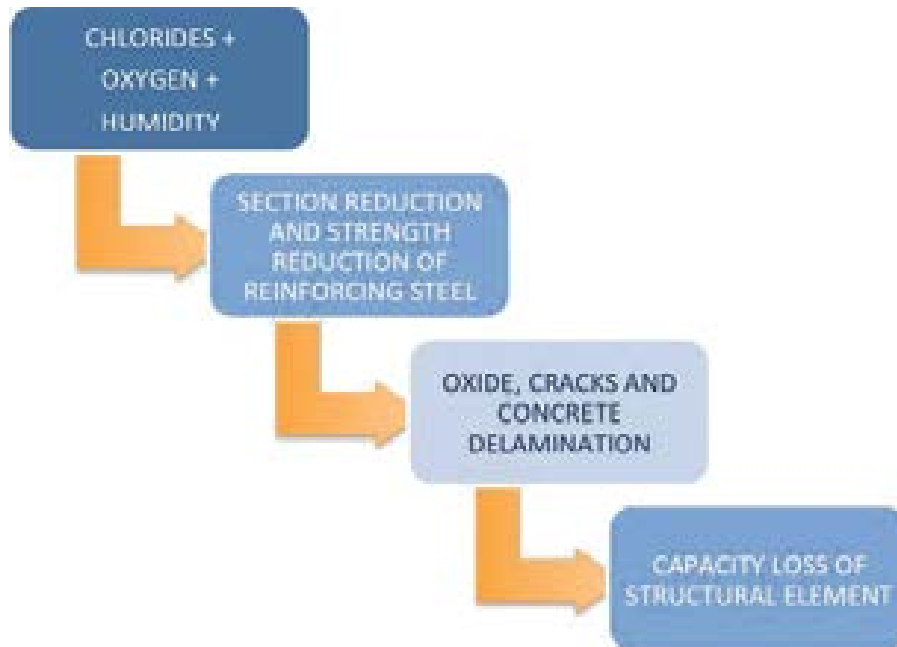 CHLORIDES +
OXYGEN +
HUMIDITY
SECTION REDUCTION
AND STRENGTH
REDUCTION OF
REINFORCING STEEL
OXIDE, CRACKS AND
CONCRETE
DELAMINATION
CAPACITY LOSS OF
STRUCTURAL ELEMENT